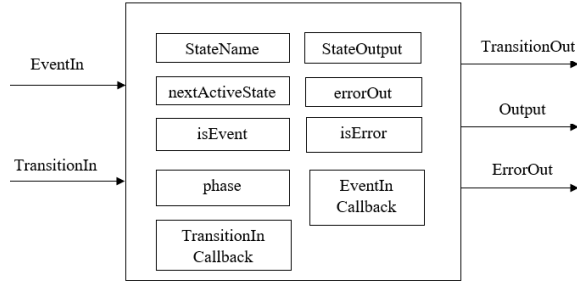 StateName
StateOutput
TransitionOut
EventIn
nextActiveState
errorOut
Output
isEvent
isError
TransitionIn
ErrorOut
phase
EventIn
Callback
TransitionIn
Callback